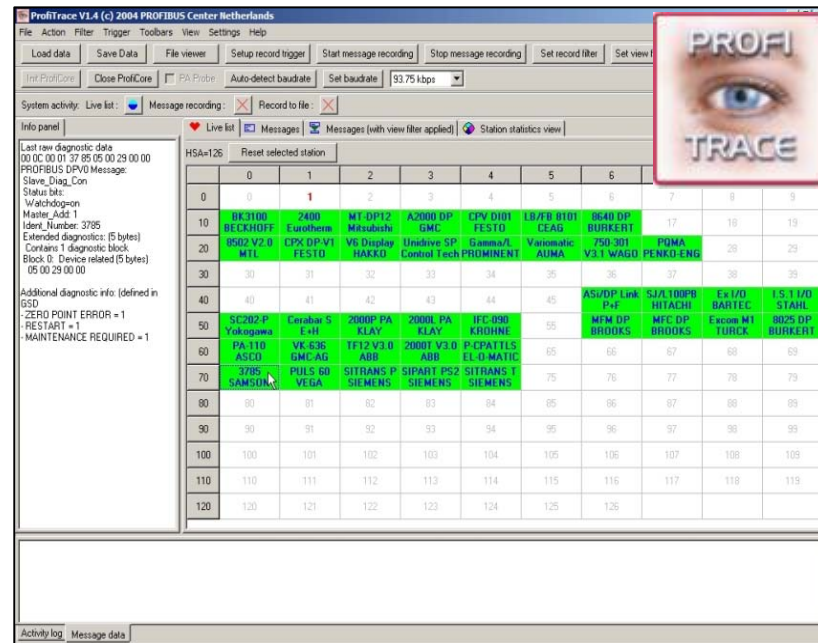 ProfiTrace V1.4 (c) 2004 PROFIBUS Center Netherlands
File Action Filter Trigger Toolbars View Settings Help
Load data Save Data File viewer Setup record trigger Start message recording Stop message recording Set record filter Set view
Init ProfiCore Close ProfiCore PA Probe Auto-detect baudrate Set baudrate 93.75 kbps
PROFI
TRACE
System activity: Live list : Message recording : Record to file :
Info panel
Live list Messages Messages (with view filter applied) Station statistics view
Last raw diagnostic data
00 0C 00 01 37 85 05 00 29 00 00
PROFIBUS DPV0 Message:
Slave_Diag_Con
Status bits:
Watchdog=on
Master_Add: 1
Ident_Number: 3785
Extended diagnostics: (5 bytes)
Contains 1 diagnostic block.
Block 0: Device related (5 bytes)
05 00 29 00 00
Additional diagnostic info: (defined in
GSD
- ZERO POINT ERROR = 1
- RESTART = 1
- MAINTENANCE REQUIRED = 1
HSA=126 Reset selected station
0 1 2 3 4 5 6
0 0 1 2 3 4 5 6 7 8 9
10 BK3100 2400 MT-DP12 A2000 DP CPV DI01 LB/FB 8101 8640 DP 17 18 19
BECKHOFF Eurotherm Mitsubishi GMC FESTO CEAG BURKERT
20 8502 V2.0 CPX DP-V1 V6 Display Unidrive SP Gamma/L Variomatic 750-301 PQMA 28 29
MTL FESTO HAKKO Control Tech PROMINENT AUMA V3.1 WAGO PENKO-ENG
30 30 31 32 33 34 35 36 37 38 39
40 40 41 42 43 44 45 ASi/DP Link SJ/L100PB Ex I/O I.S.1 I/O
P+F HITACHI BARTEC STAHL
50 SC202-P Cerabar S 2000P PA 2000L PA IFC-090 55 MFM DP MFC DP Excom M1 8025 DP
Yokogawa E+H KLAY KLAY KROHNE BROOKS BROOKS TURCK BURKERT
60 PA-110 VK-636 TF12 V3.0 2000T V3.0 P-CPATTLS 65 66 67 68 69
ASCO GMC-AG ABB ABB EL-O-MATIC
70 3785 PULS 60 SITRANS P SIPART PS2 SITRANS T 75 76 77 78 79
SAMSON VEGA SIEMENS SIEMENS SIEMENS
80 80 81 82 83 84 85 86 87 88 89
90 90 91 92 93 94 95 96 97 98 99
100 100 101 102 103 104 105 106 107 108 109
110 110 111 112 113 114 115 116 117 118 119
120 120 121 122 123 124 125 126
Activity log Message data